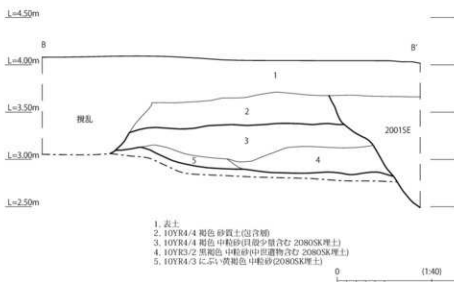 L=4.50m
B
B'
L=4.00m
1
2
L=3.50m
撹乱
3
2001SE
L=3.00m
5
4
L=2.50m
1. 表土
2. 10YR4/4 褐色 砂質土(包含層)
3. 10YR4/4 褐色 中粒砂(貝殻少量含む 2080SK埋土)
4. 10YR3/2 黒褐色 中粒砂(中世遺物含む 2080SK埋土)
5. 10YR4/3 にぶい黄褐色 中粒砂(2080SK埋土)
0 (1:40)